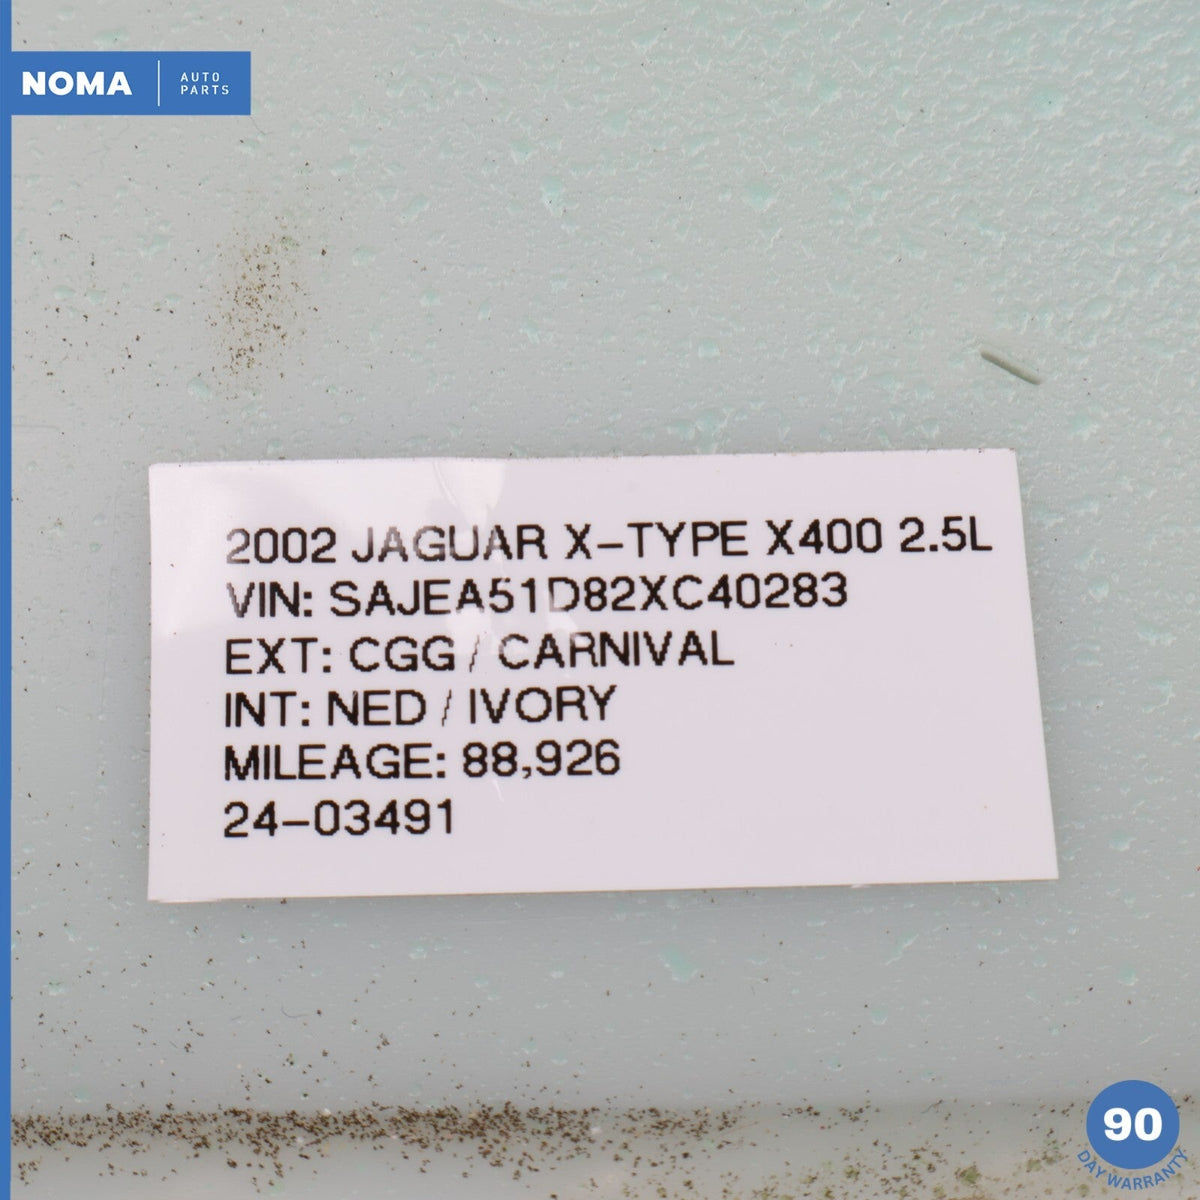 NOMA
AUTO
PARTS
2002 JAGUAR X-TYPE X400 2.5L
VIN: SAJEA51D82XC40283
EXT: CGG / CARNIVAL
INT: NED / IVORY
MILEAGE: 88,926
24-03491
90
DAY WARRANTY